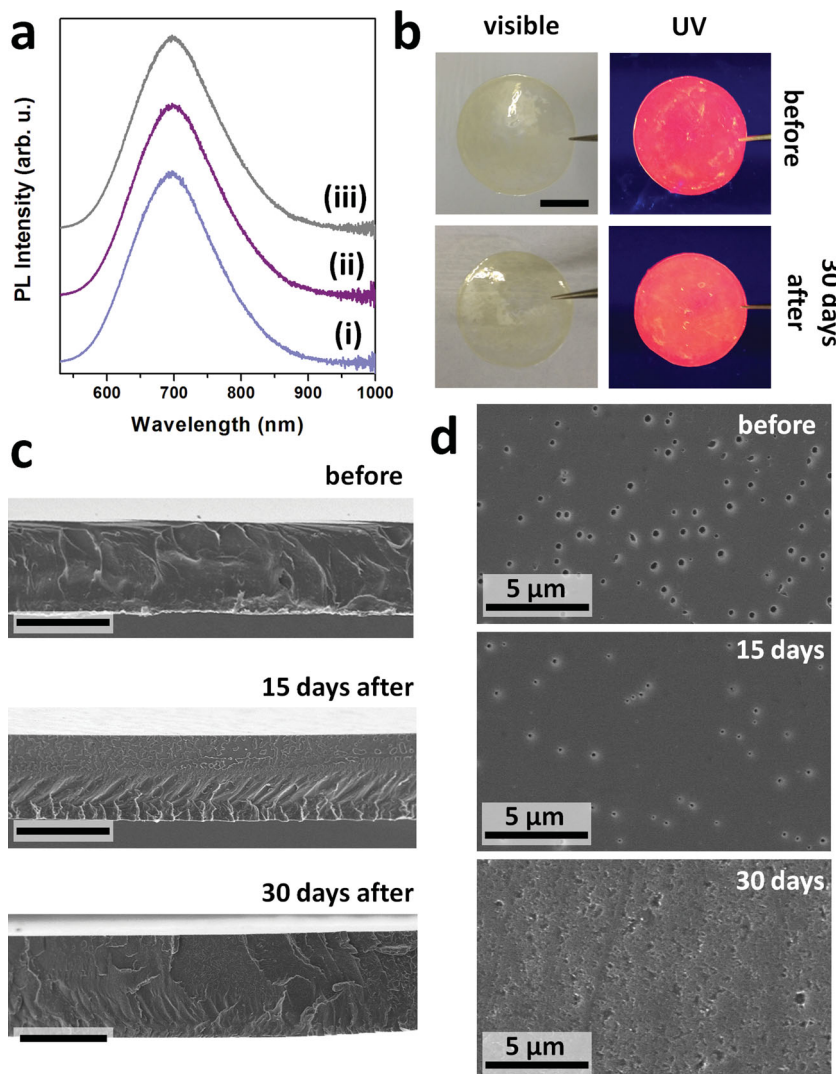 a
PL Intensity (arb. u.)
(iii)
(ii)
(i)
600 700 800 900 1000
Wavelength (nm)
b
visible UV
before
30 days
after
c
before
15 days after
30 days after
d
before
5 µm
15 days
5 µm
30 days
5 µm